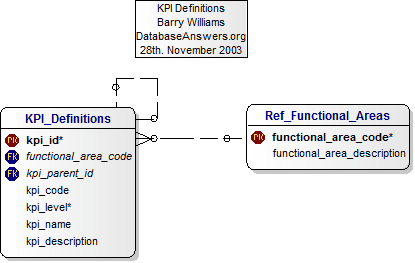 KPI Definitions
Barry Williams
DatabaseAnswers.org
28th. November 2003
KPI_Definitions
PK kpi_id*
FK functional_area_code
FK kpi_parent_id
kpi_code
kpi_level*
kpi_name
kpi_description
Ref_Functional_Areas
PK functional_area_code*
functional_area_description